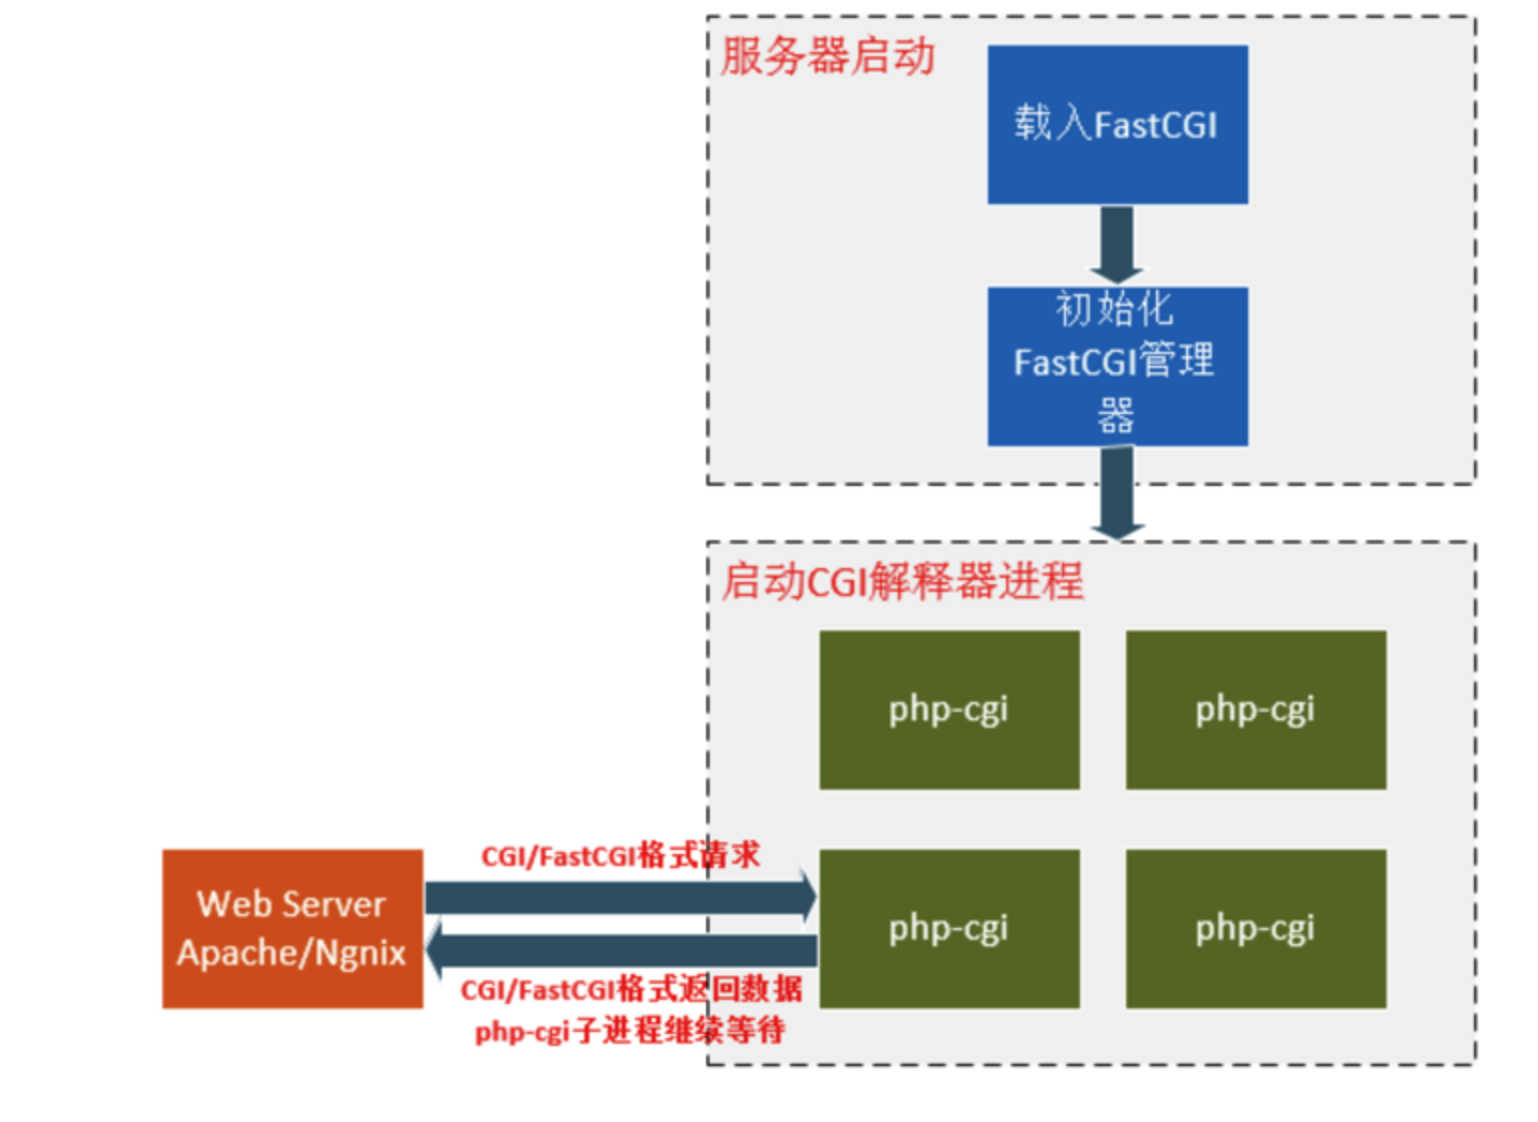 服务器启动
载入FastCGI
初始化
FastCGI管理
器
启动CGI解释器进程
php-cgi
php-cgi
CGI/FastCGI格式请求
Web Server
Apache/Ngnix
php-cgi
php-cgi
CGI/FastCGI格式返回数据
php-cgi子进程继续等待